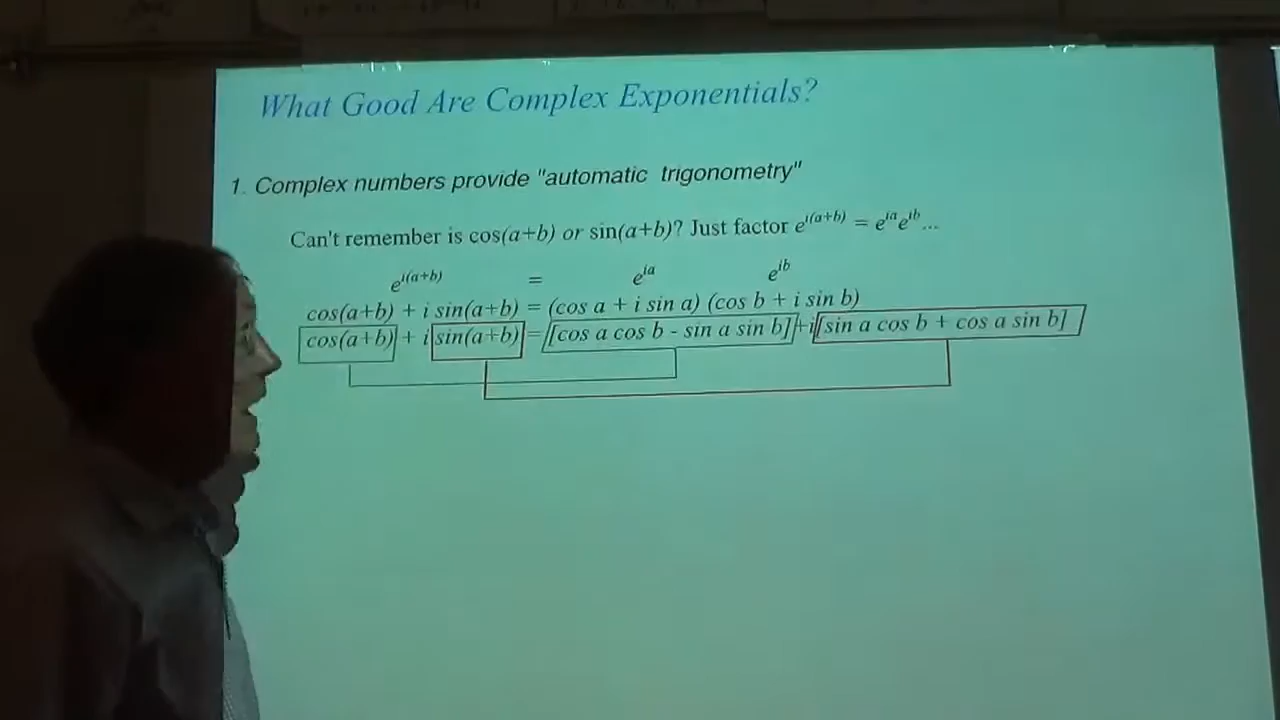 What Good Are Complex Exponentials?
1. Complex numbers provide "automatic trigonometry"
Can't remember is cos(a+b) or sin(a+b)? Just factor e^i(a+b) = e^ia e^ib ...
e^i(a+b) = e^ia e^ib
cos(a+b) + i sin(a+b) = (cos a + i sin a) (cos b + i sin b)
cos(a+b) + i sin(a+b) = [cos a cos b - sin a sin b] + i[sin a cos b + cos a sin b]